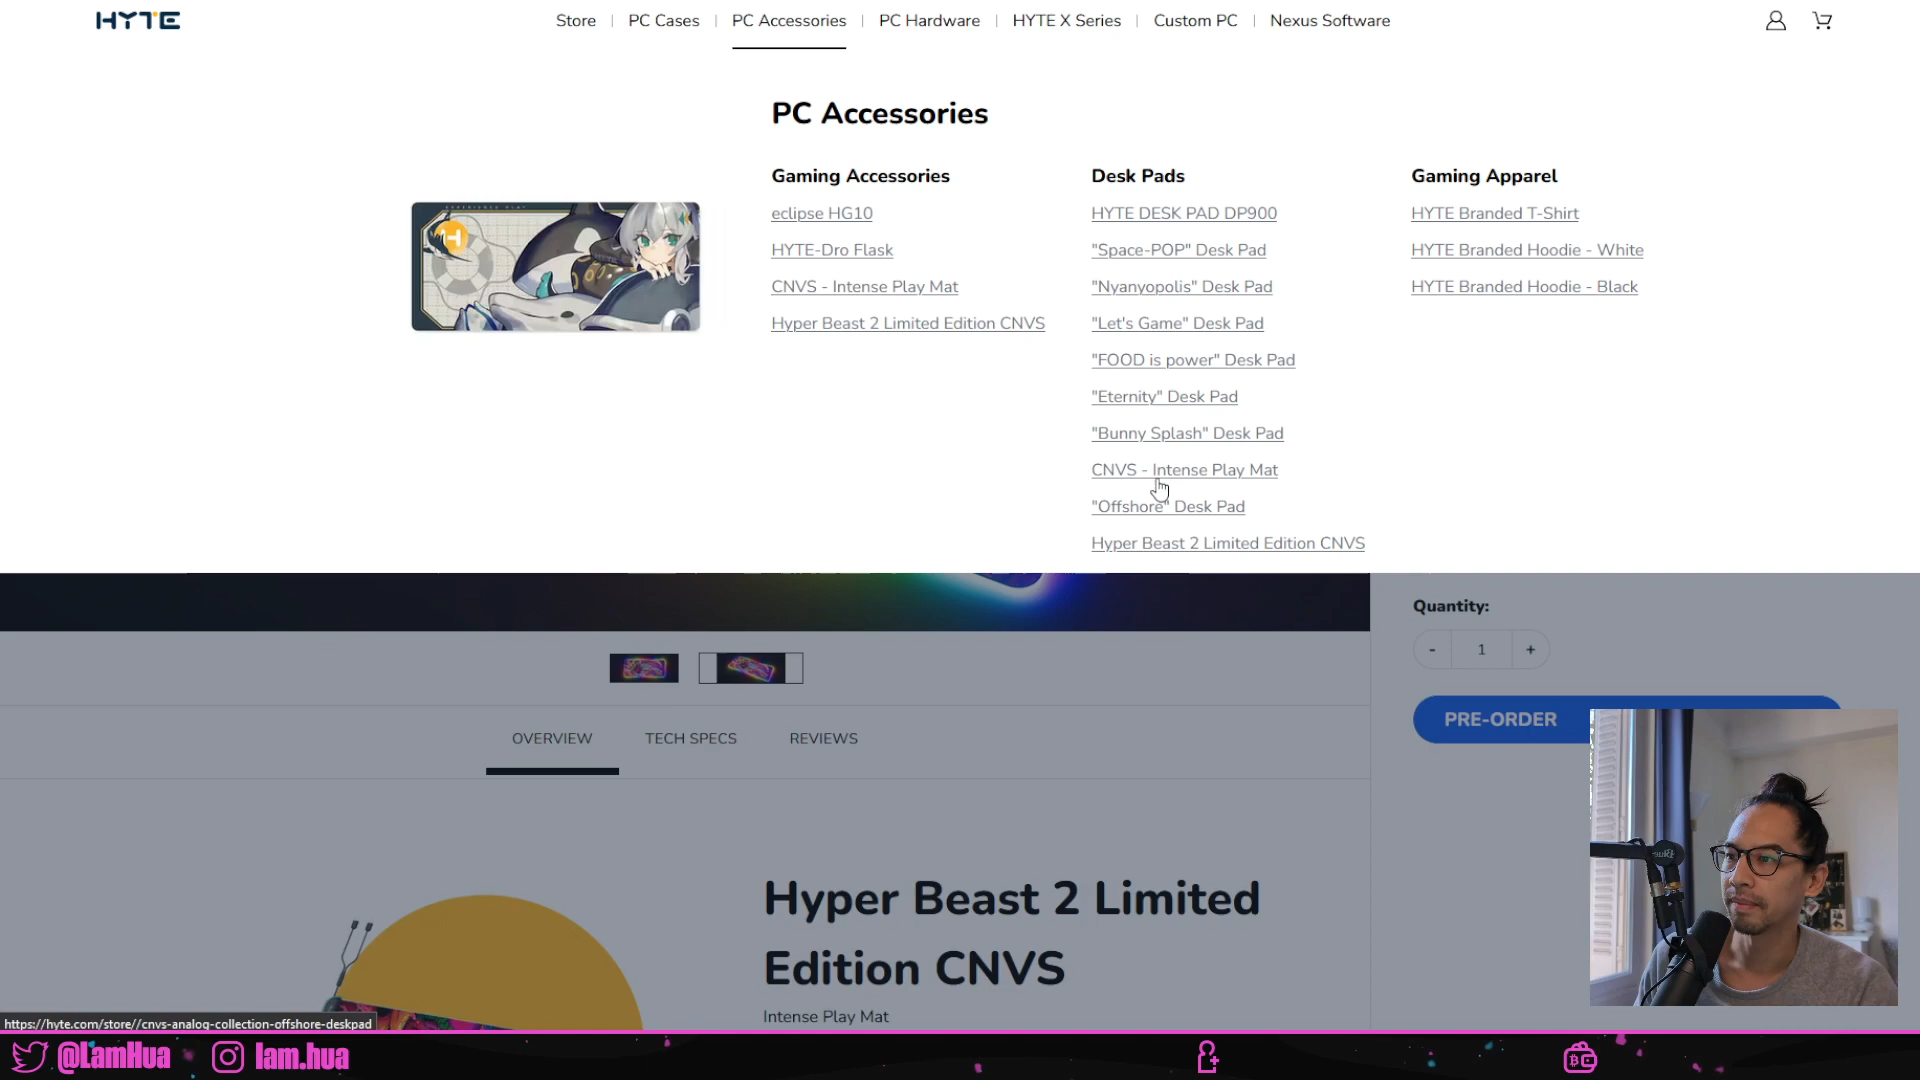 HYTE
Store | PC Cases | PC Accessories | PC Hardware | HYTE X Series | Custom PC | Nexus Software
PC Accessories
Gaming Accessories
eclipse HG10
HYTE-Dro Flask
CNVS - Intense Play Mat
Hyper Beast 2 Limited Edition CNVS
Desk Pads
HYTE DESK PAD DP900
"Space-POP" Desk Pad
"Nyanyopolis" Desk Pad
"Let's Game" Desk Pad
"FOOD is power" Desk Pad
"Eternity" Desk Pad
"Bunny Splash" Desk Pad
CNVS - Intense Play Mat
"Offshore" Desk Pad
Hyper Beast 2 Limited Edition CNVS
Gaming Apparel
HYTE Branded T-Shirt
HYTE Branded Hoodie - White
HYTE Branded Hoodie - Black
Quantity:
- 1 +
PRE-ORDER
OVERVIEW TECH SPECS REVIEWS
Hyper Beast 2 Limited
Edition CNVS
Intense Play Mat
https://hyte.com/store//cnvs-analog-collection-offshore-deskpad
@LamHua lam.hua